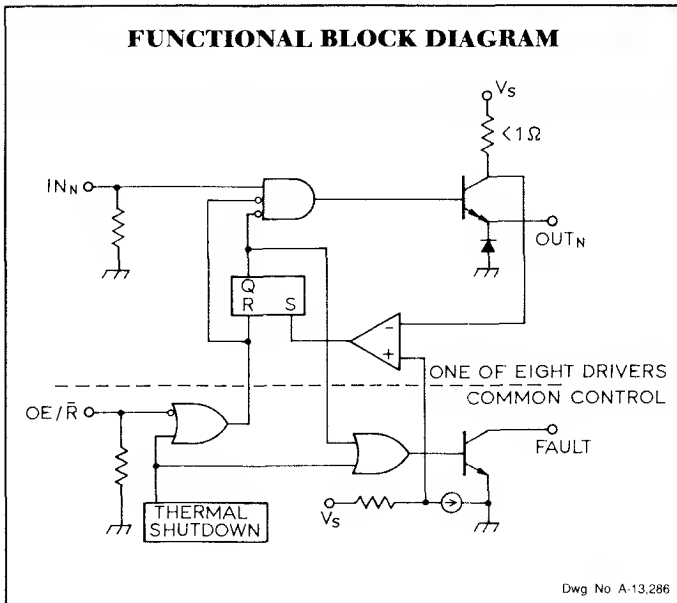 FUNCTIONAL BLOCK DIAGRAM
VS
<1Ω
INN
OUTN
Q
R S
-
+
ONE OF EIGHT DRIVERS
COMMON CONTROL
OE/R̅
FAULT
THERMAL
SHUTDOWN
VS
Dwg No A-13,286